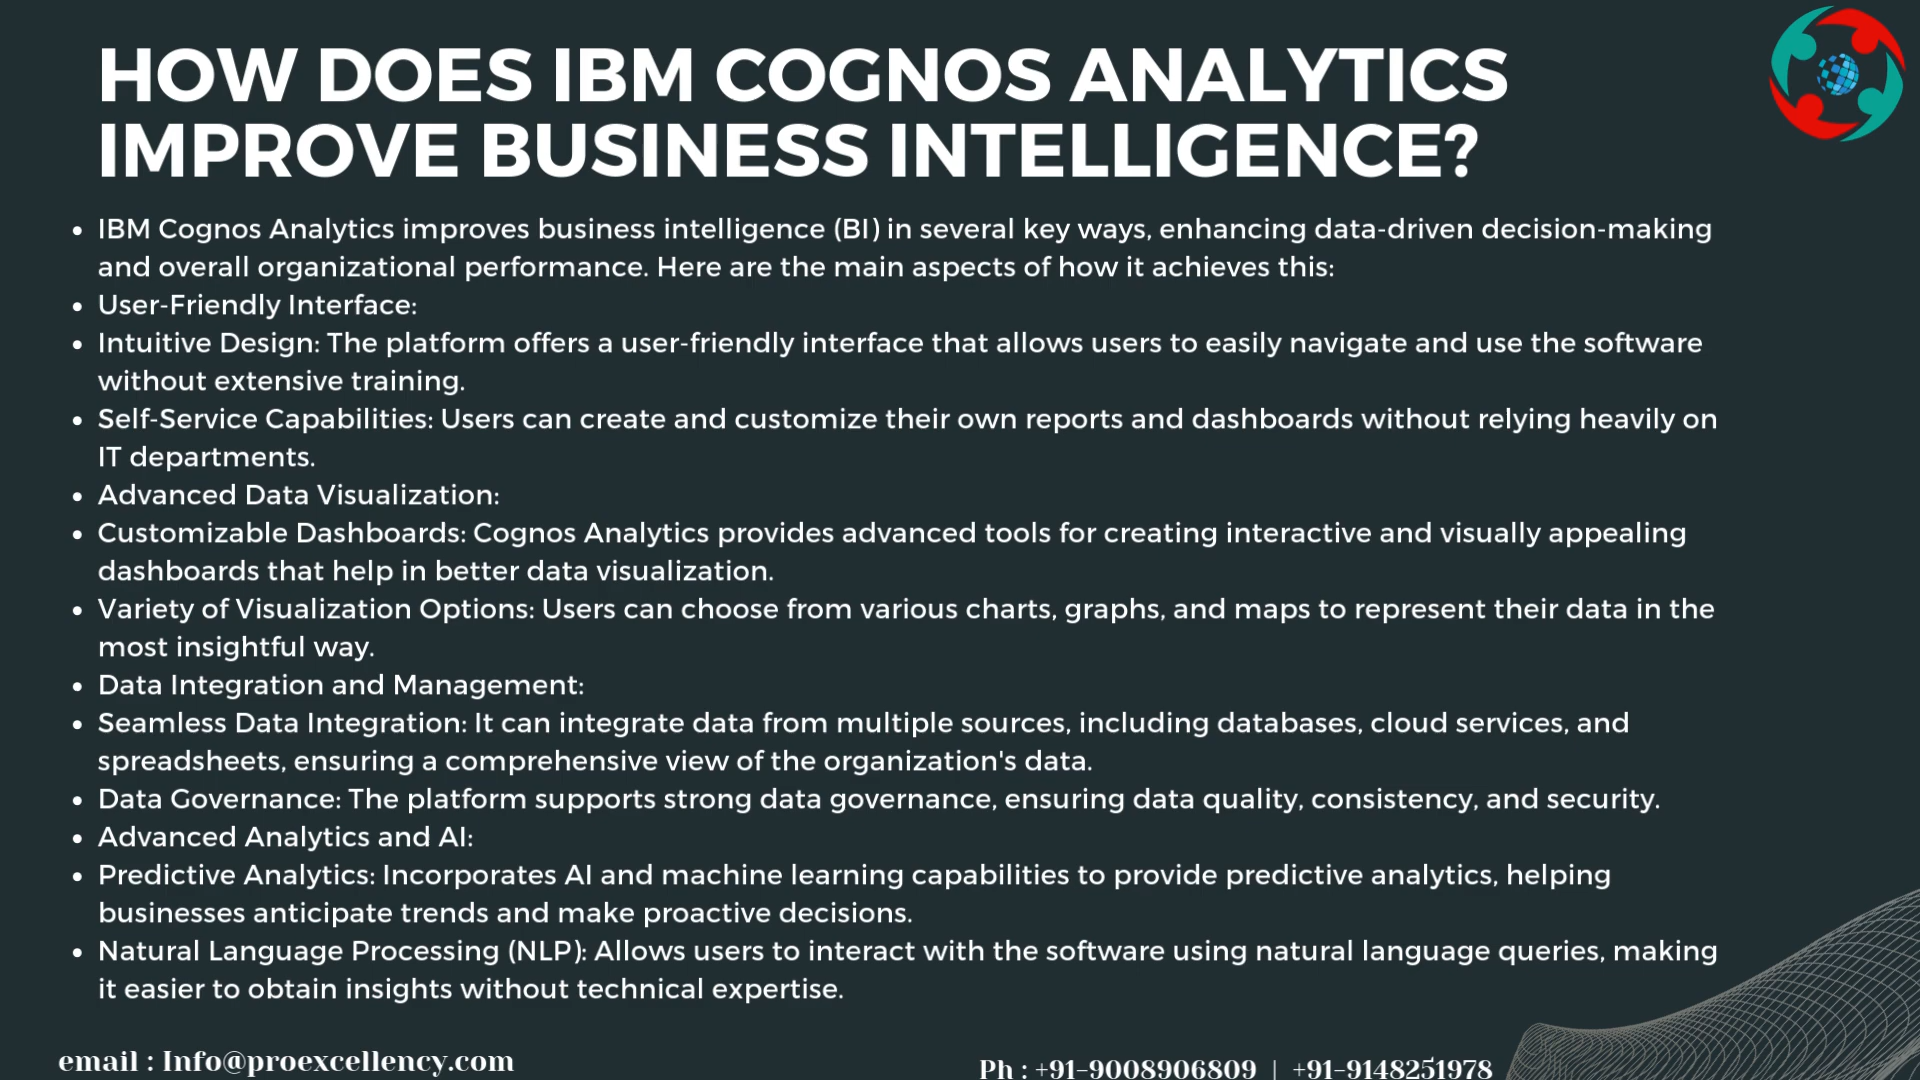 HOW DOES IBM COGNOS ANALYTICS
IMPROVE BUSINESS INTELLIGENCE?
• IBM Cognos Analytics improves business intelligence (BI) in several key ways, enhancing data-driven decision-making
and overall organizational performance. Here are the main aspects of how it achieves this:
• User-Friendly Interface:
• Intuitive Design: The platform offers a user-friendly interface that allows users to easily navigate and use the software
without extensive training.
• Self-Service Capabilities: Users can create and customize their own reports and dashboards without relying heavily on
IT departments.
• Advanced Data Visualization:
• Customizable Dashboards: Cognos Analytics provides advanced tools for creating interactive and visually appealing
dashboards that help in better data visualization.
• Variety of Visualization Options: Users can choose from various charts, graphs, and maps to represent their data in the
most insightful way.
• Data Integration and Management:
• Seamless Data Integration: It can integrate data from multiple sources, including databases, cloud services, and
spreadsheets, ensuring a comprehensive view of the organization's data.
• Data Governance: The platform supports strong data governance, ensuring data quality, consistency, and security.
• Advanced Analytics and AI:
• Predictive Analytics: Incorporates AI and machine learning capabilities to provide predictive analytics, helping
businesses anticipate trends and make proactive decisions.
• Natural Language Processing (NLP): Allows users to interact with the software using natural language queries, making
it easier to obtain insights without technical expertise.
email : Info@proexcellency.com
Ph : +91-9008906809 | +91-9148251978